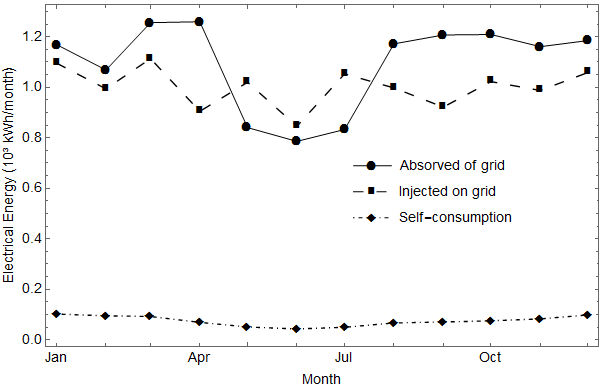 Electrical Energy (10³ kWh/month)
1.2
1.0
0.8
0.6
0.4
0.2
0.0
Absorved of grid
Injected on grid
Self-consumption
Jan Apr Jul Oct
Month